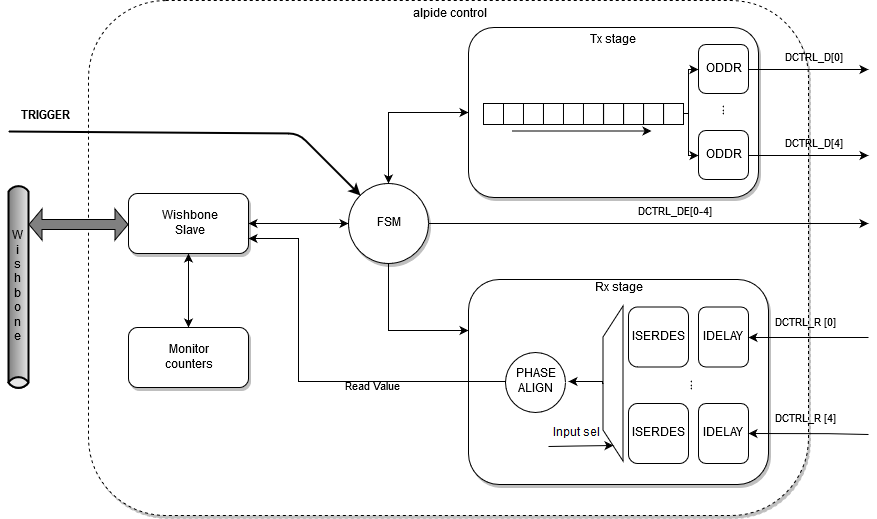 alpide control
Tx stage
ODDR
DCTRL_D[0]
...
TRIGGER
ODDR
DCTRL_D[4]
Wishbone
Wishbone
Slave
FSM
DCTRL_DE[0-4]
Rx stage
ISERDES
IDELAY
DCTRL_R [0]
Monitor
counters
PHASE
ALIGN
...
Read Value
Input sel
ISERDES
IDELAY
DCTRL_R [4]